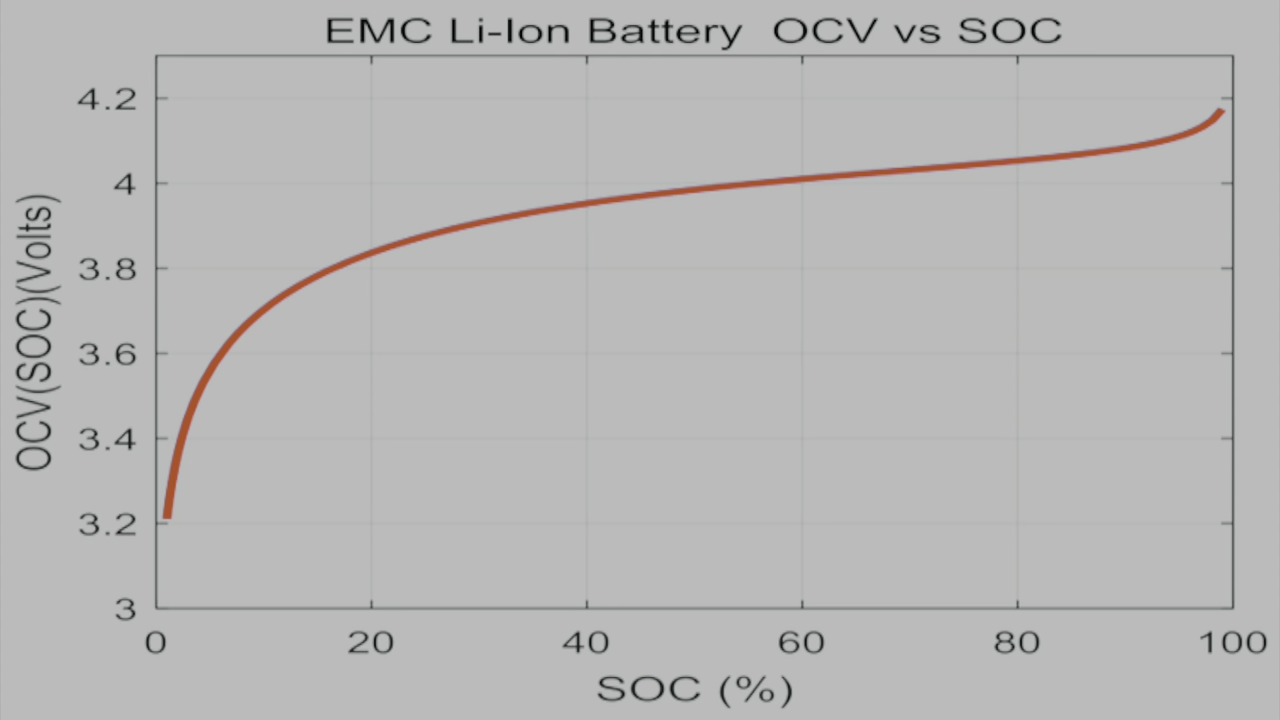 EMC Li-Ion Battery  OCV vs SOC
OCV(SOC)(Volts)
4.2
4
3.8
3.6
3.4
3.2
3
0 20 40 60 80 100
SOC (%)